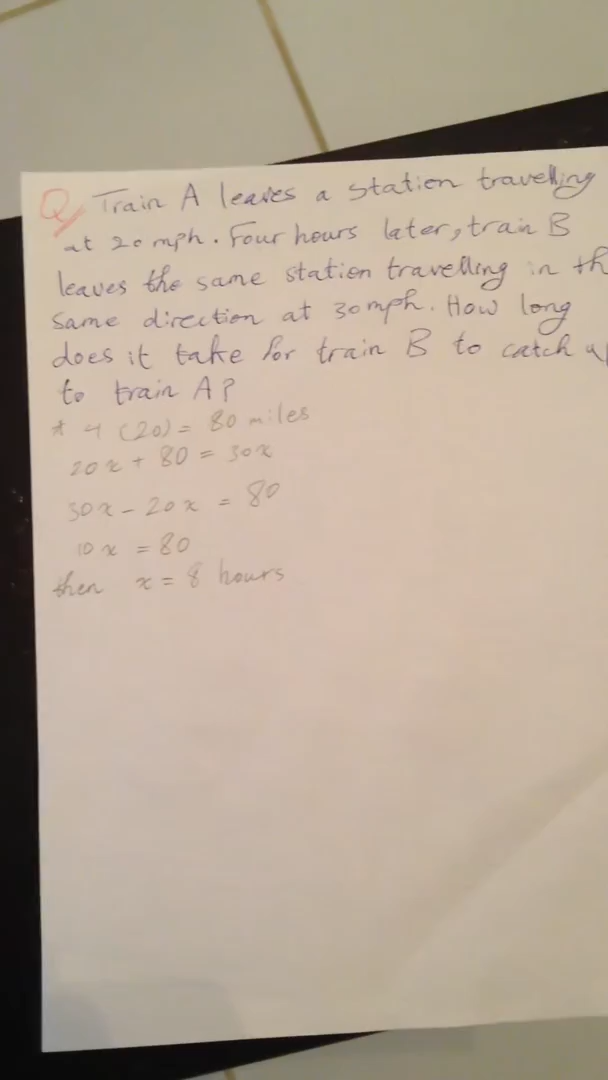 Q Train A leaves a station travelling
at 20 mph. Four hours later, train B
leaves the same station travelling in th
same direction at 30mph. How long
does it take for train B to catch up
to train A?
* 4 (20) = 80 miles
20x + 80 = 30x
30x - 20x = 80
10x = 80
then x = 8 hours